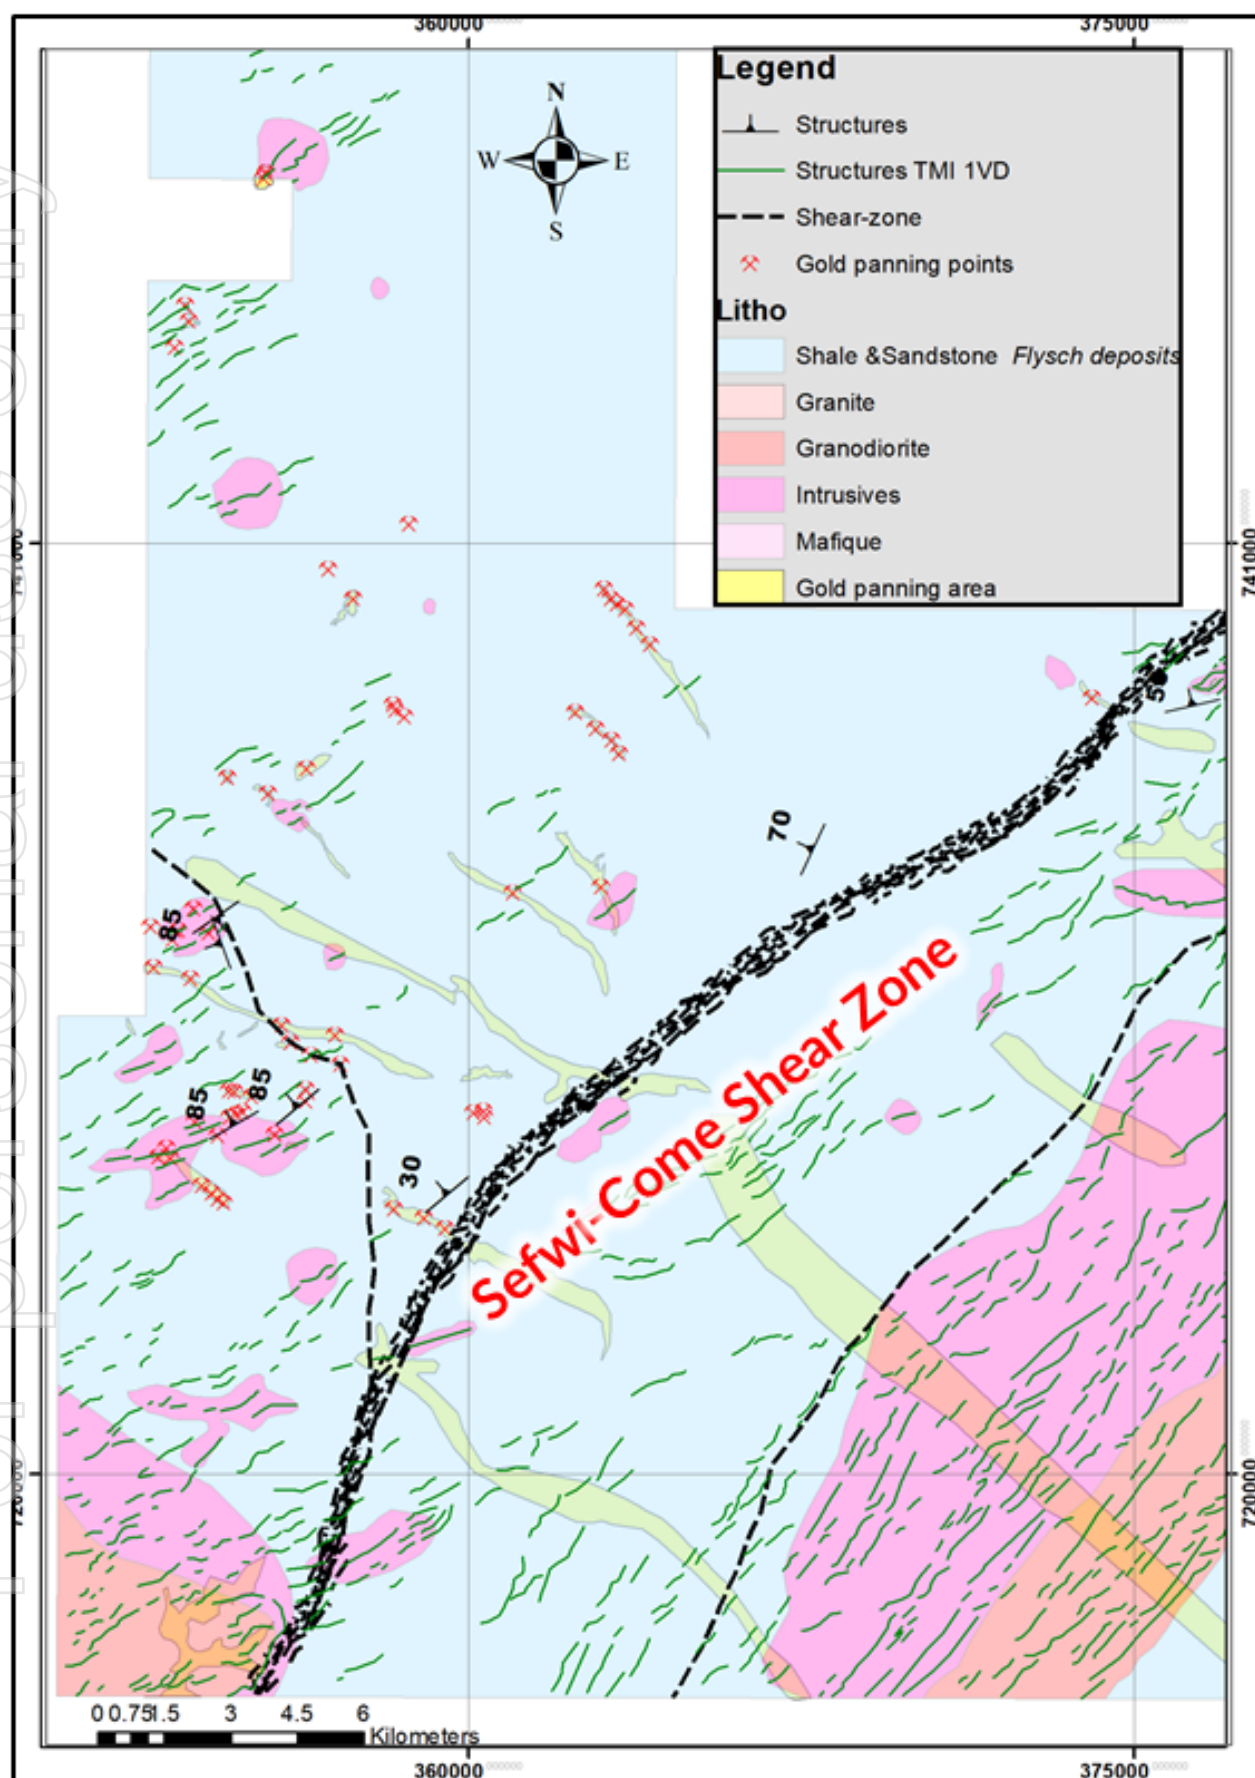 360000
375000
Legend
Structures
Structures TMI 1VD
Shear-zone
Gold panning points
Litho
Shale &Sandstone Flysch deposits
Granite
Granodiorite
Intrusives
Mafique
Gold panning area
N
W E
S
741000
5
70
85
85
85
30
Sefwi-Come Shear Zone
720000
0 0.75 1.5 3 4.5 6
Kilometers
360000
375000